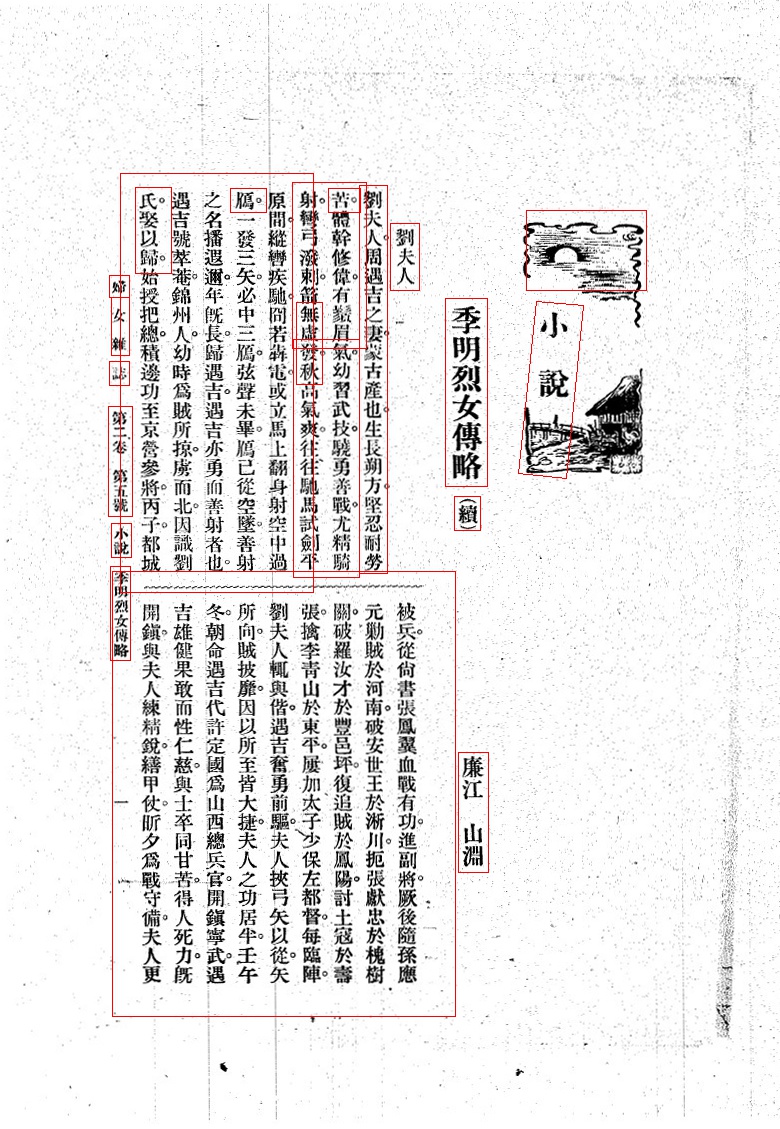 小說
季明烈女傳略
(續)
廉江 山淵
劉夫人
劉夫人周遇吉之妻蒙古產也。生長朔方。堅忍耐勞
苦。體幹修偉。有鬚眉氣。幼習武技。驍勇善戰。尤精騎
射。彎弓潑剌。箭無虛發。秋高氣爽。往往馳馬試劍平
原間。縱轡疾馳。閃若犇電。或立馬上翻身射空中過
鴈。一發三矢。必中三鴈。弦聲未畢。鴈已從空墜。善射
之名播遐邇。年旣長。歸遇吉。遇吉亦勇而善射者也。
遇吉號萃菴。錦州人。幼時爲賊所掠。虜而北。因識劉
氏。娶以歸。始授把總。積邊功至京營參將。丙子。都城
被兵。從尙書張鳳翼血戰有功。進副將。厥後隨孫應
元勦賊於河南。破安世王於淅川。扼張獻忠於槐樹
關。破羅汝才於豐邑坪。復追賊於鳳陽。討土寇於壽
張。擒李青山於東平。屢加太子少保左都督。每臨陣。
劉夫人輒與偕。遇吉奮勇前驅。夫人挾弓矢以從。矢
所向。賊披靡。因以所至皆大捷。夫人之功居半。壬午
冬。朝命遇吉代許定國爲山西總兵官。開鎭寧武。遇
吉雄健果敢。而性仁慈。與士卒同甘苦。得人死力。旣
開鎭。與夫人練精銳。繕甲仗。昕夕爲戰守備。夫人更
婦女雜誌 第二卷 第五號 小說 季明烈女傳略
一